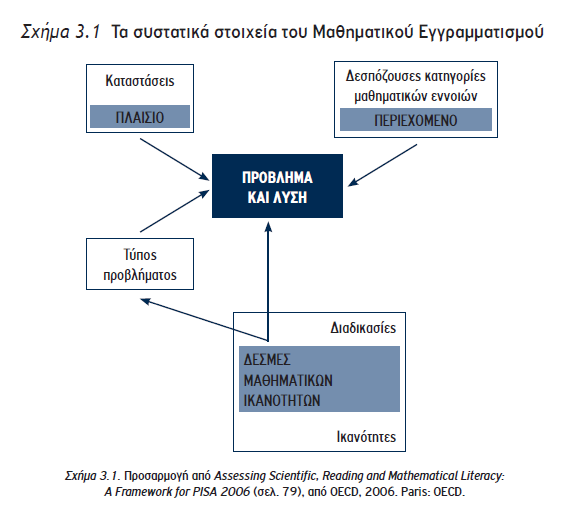 Σχήμα 3.1 Τα συστατικά στοιχεία του Μαθηματικού Εγγραμματισμού
Καταστάσεις
ΠΛΑΙΣΙΟ
Δεσπόζουσες κατηγορίες
μαθηματικών εννοιών
ΠΕΡΙΕΧΟΜΕΝΟ
ΠΡΟΒΛΗΜΑ
ΚΑΙ ΛΥΣΗ
Τύπος
προβλήματος
Διαδικασίες
ΔΕΣΜΕΣ
ΜΑΘΗΜΑΤΙΚΩΝ
ΙΚΑΝΟΤΗΤΩΝ
Ικανότητες
Σχήμα 3.1. Προσαρμογή από Assessing Scientific, Reading and Mathematical Literacy:
A Framework for PISA 2006 (σελ. 79), από OECD, 2006. Paris: OECD.